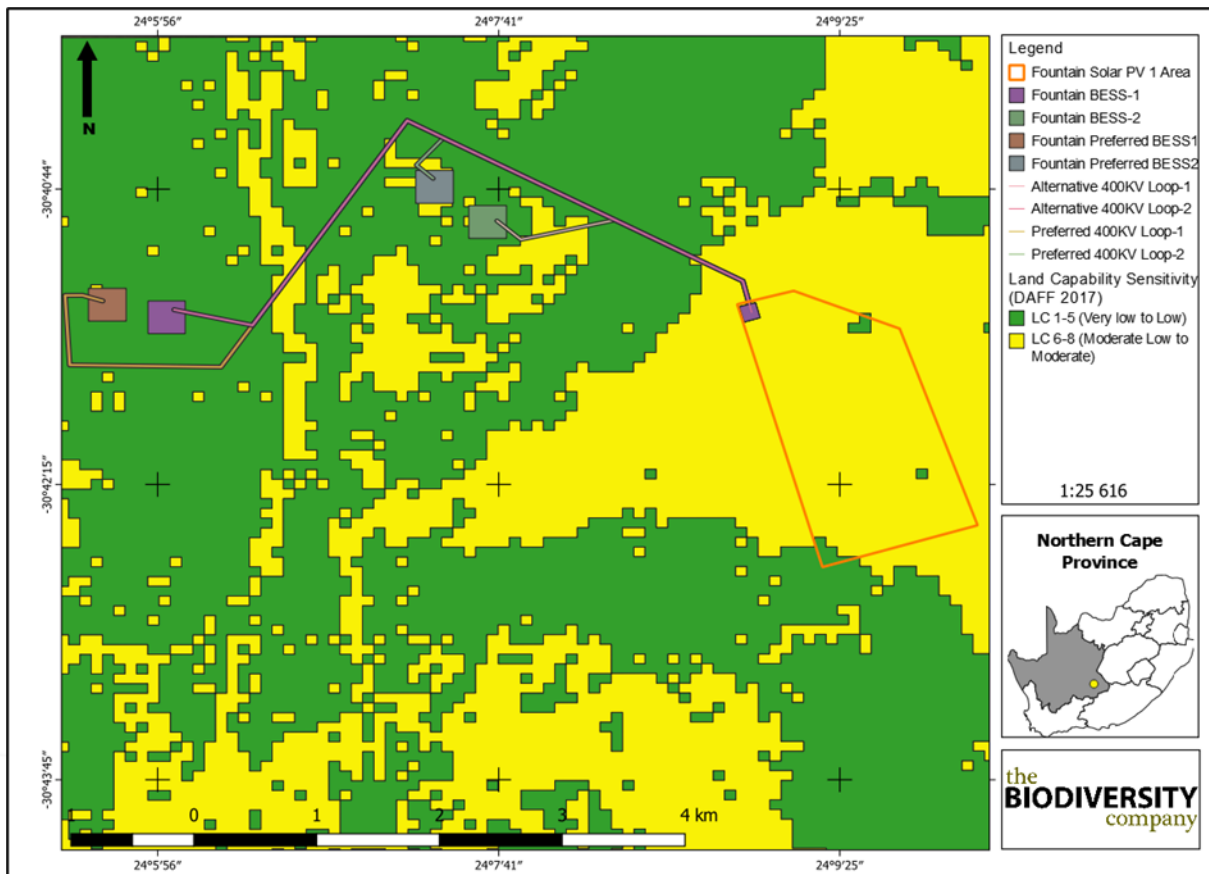 24°5'56" 24°7'41" 24°9'25"
N
-30°40'44"
-30°42'15"
-30°43'45"
1 0 1 2 3 4 km
24°5'56" 24°7'41" 24°9'25"
Legend
Fountain Solar PV 1 Area
Fountain BESS-1
Fountain BESS-2
Fountain Preferred BESS1
Fountain Preferred BESS2
Alternative 400KV Loop-1
Alternative 400KV Loop-2
Preferred 400KV Loop-1
Preferred 400KV Loop-2
Land Capability Sensitivity
(DAFF 2017)
LC 1-5 (Very low to Low)
LC 6-8 (Moderate Low to
Moderate)
1:25 616
Northern Cape
Province
the
BIODIVERSITY
company